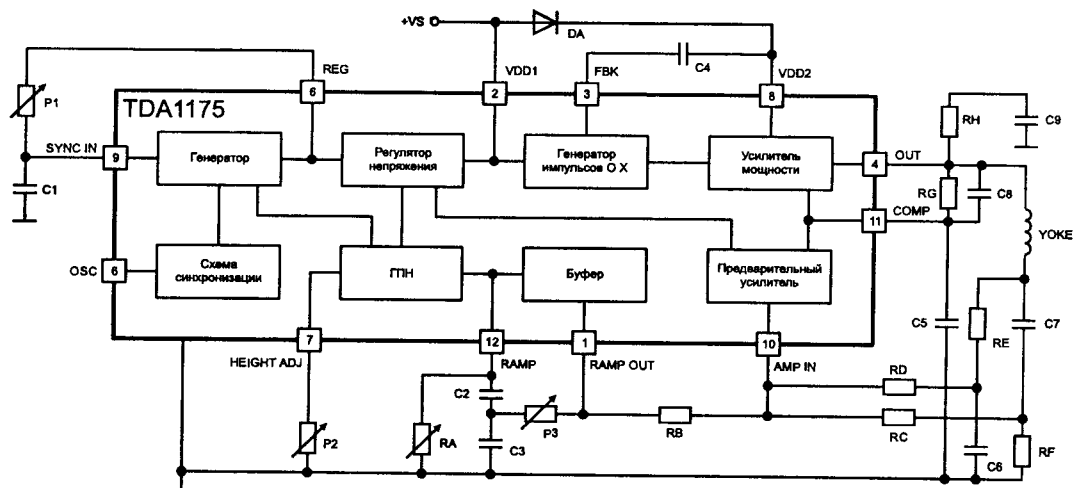 +VS
DA
C4
REG
VDD1
FBK
VDD2
6
2
3
8
P1
TDA1175
RH
C9
SYNC IN
9
Генератор
Регулятор
напряжения
Генератор
импульсов О Х
Усилитель
мощности
4
OUT
C1
RG
C8
11
COMP
YOKE
OSC
6
Схема
синхронизации
ГПН
Буфер
Предварительный
усилитель
C5
RE
C7
7
12
1
10
HEIGHT ADJ
RAMP
RAMP OUT
AMP IN
RD
C2
P2
RA
C3
P3
RB
RC
C6
RF